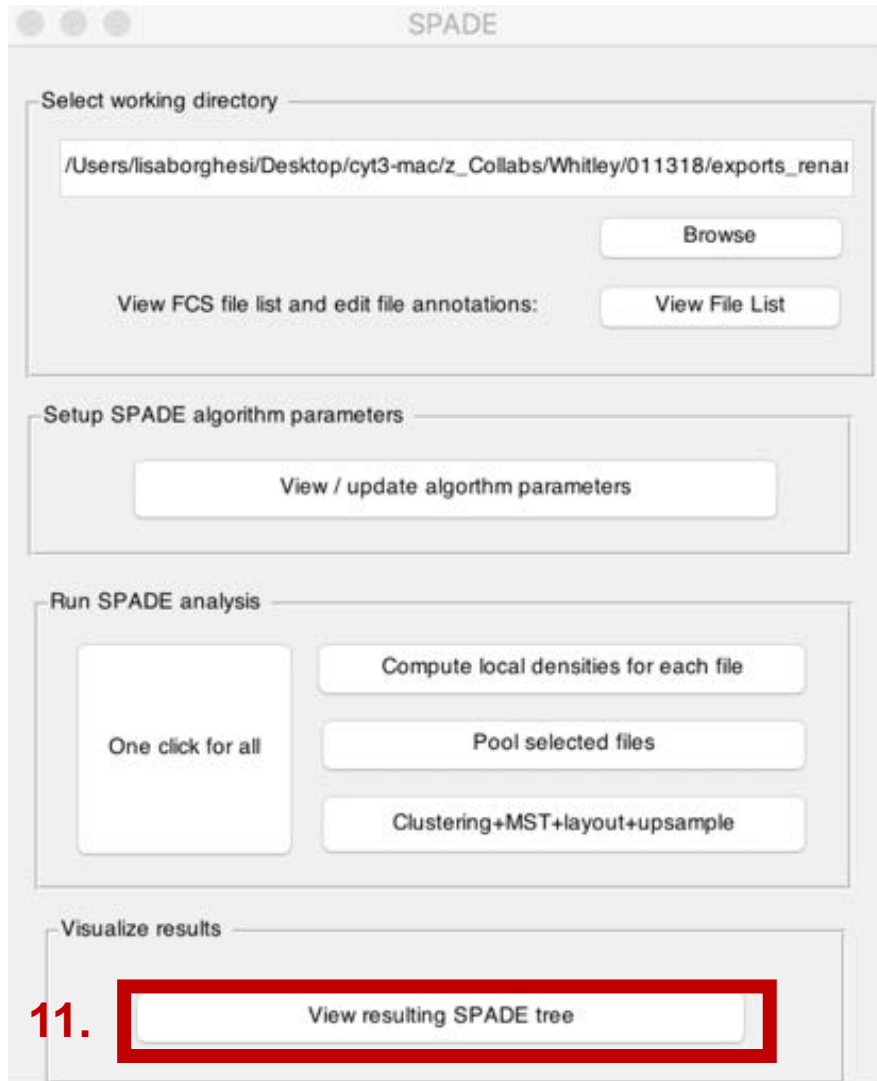 SPADE
Select working directory
/Users/lisaborghesi/Desktop/cyt3-mac/z_Collabs/Whitley/011318/exports_renar
Browse
View FCS file list and edit file annotations:
View File List
Setup SPADE algorithm parameters
View / update algorthm parameters
Run SPADE analysis
One click for all
Compute local densities for each file
Pool selected files
Clustering+MST+layout+upsample
Visualize results
11.
View resulting SPADE tree